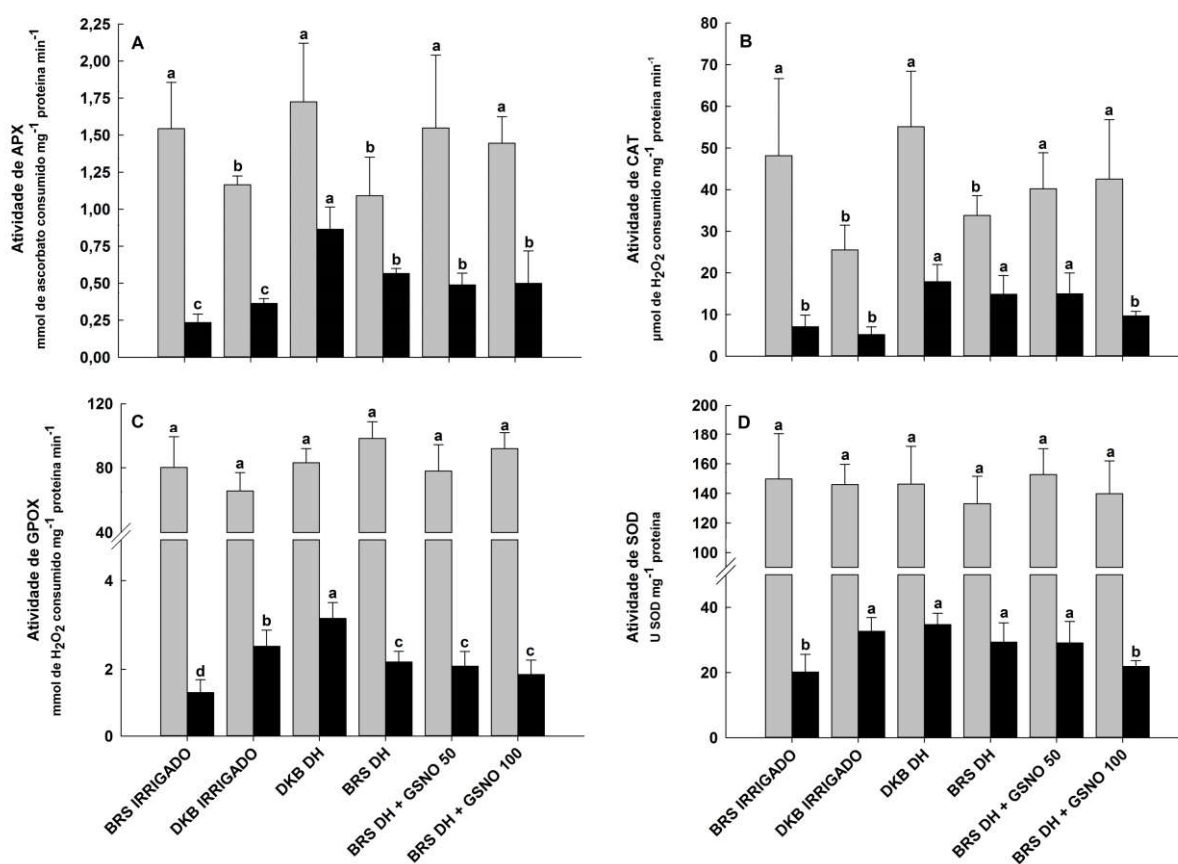 A
Atividade de APX
mmol de ascorbato consumido mg⁻¹ proteína min⁻¹
2,25
2,00
1,75
1,50
1,25
1,00
0,75
0,50
0,25
0,00
a
c
b
c
a
a
b
b
a
b
a
b
B
Atividade de CAT
µmol de H₂O₂ consumido mg⁻¹ proteína min⁻¹
80
70
60
50
40
30
20
10
0
a
b
b
b
a
a
b
a
a
a
a
b
C
Atividade de GPOX
mmol de H₂O₂ consumido mg⁻¹ proteína min⁻¹
120
80
40
4
2
0
a
d
a
b
a
a
a
c
a
c
a
c
BRS IRRIGADO
DKB IRRIGADO
DKB DH
BRS DH
BRS DH + GSNO 50
BRS DH + GSNO 100
D
Atividade de SOD
U SOD mg⁻¹ proteína
200
180
160
140
120
100
90
40
20
0
a
b
a
a
a
a
a
a
a
a
a
b
BRS IRRIGADO
DKB IRRIGADO
DKB DH
BRS DH
BRS DH + GSNO 50
BRS DH + GSNO 100